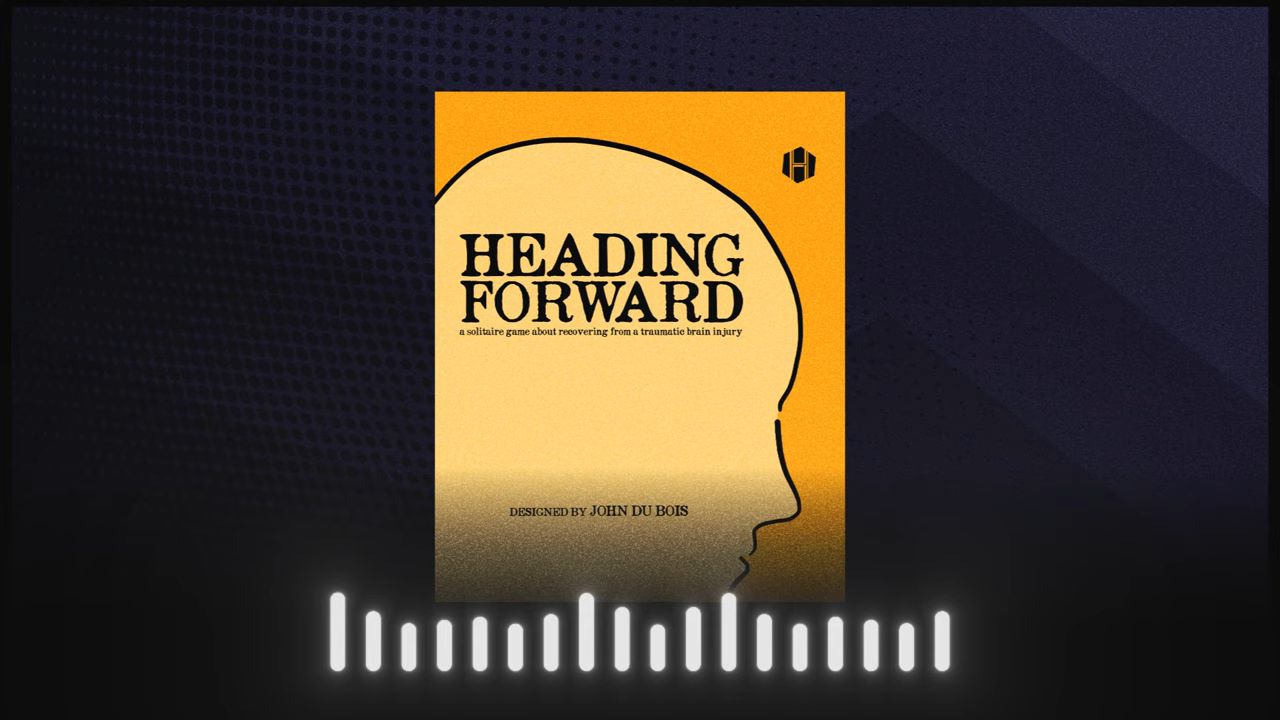 HEADING
FORWARD
a solitaire game about recovering from a traumatic brain injury
DESIGNED BY JOHN DU BOIS